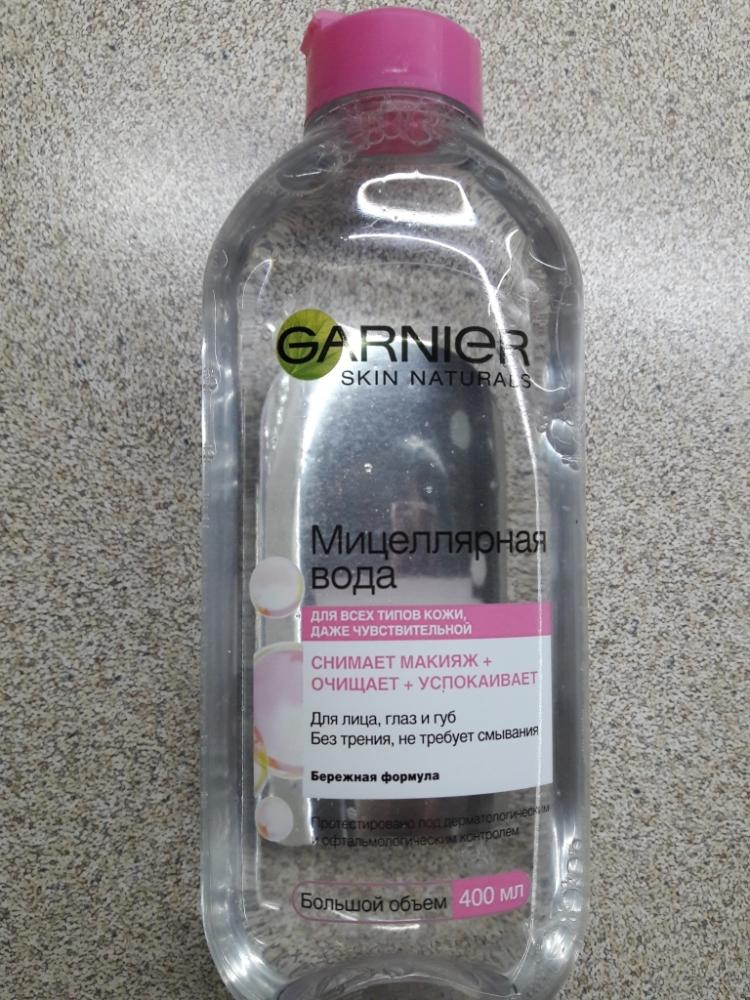 GARNIER
SKIN NATURALS
Мицеллярная
вода
ДЛЯ ВСЕХ ТИПОВ КОЖИ,
ДАЖЕ ЧУВСТВИТЕЛЬНОЙ
СНИМАЕТ МАКИЯЖ +
ОЧИЩАЕТ + УСПОКАИВАЕТ
Для лица, глаз и губ
Без трения, не требует смывания
Бережная формула
Протестировано под дерматологическим
и офтальмологическим контролем
Большой объем 400 мл